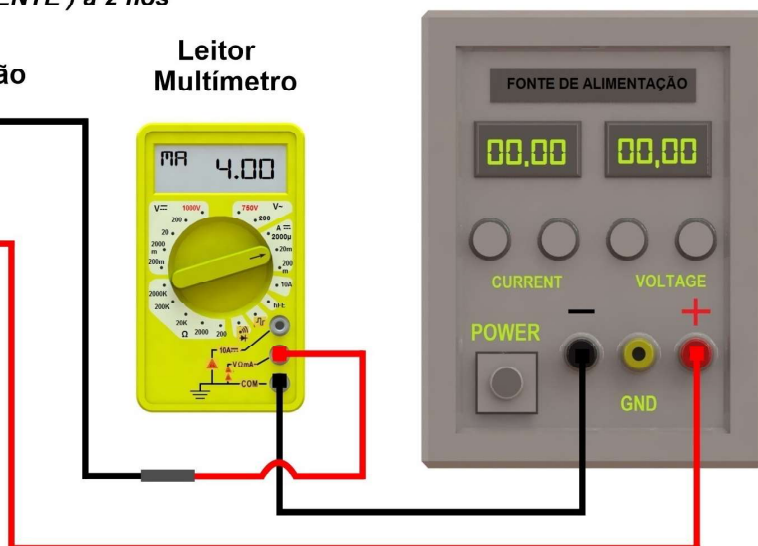 ENTE ) a 2 fios
ão
Leitor
Multímetro
MA 4.00
V 1000V 750V V~
200 200
20 A
2000 m 2000µ
200m 20m
200 m
2000K 10A
200K hFE
20K
Ω 2000 200
10A
VΩmA
COM
FONTE DE ALIMENTAÇÃO
00,00 00,00
CURRENT VOLTAGE
− +
POWER
GND